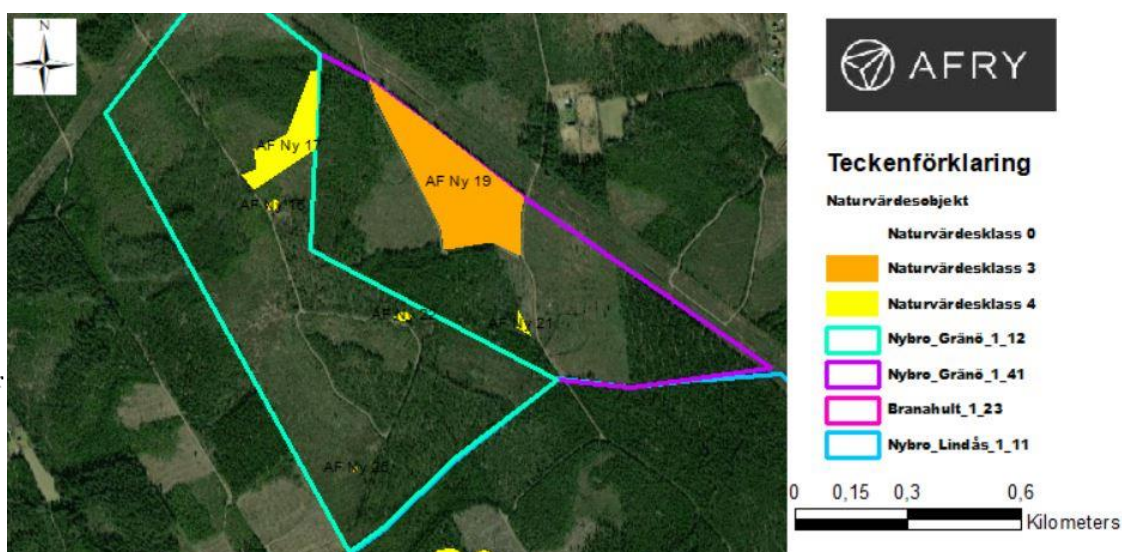 N
AF Ny 17
AF Ny 19
AF Ny 21
AFRY
Teckenförklaring
Naturvärdesobjekt
Naturvärdesklass 0
Naturvärdesklass 3
Naturvärdesklass 4
Nybro_Gränö_1_12
Nybro_Gränö_1_41
Branahult_1_23
Nybro_Lindås_1_11
0 0,15 0,3 0,6
Kilometers